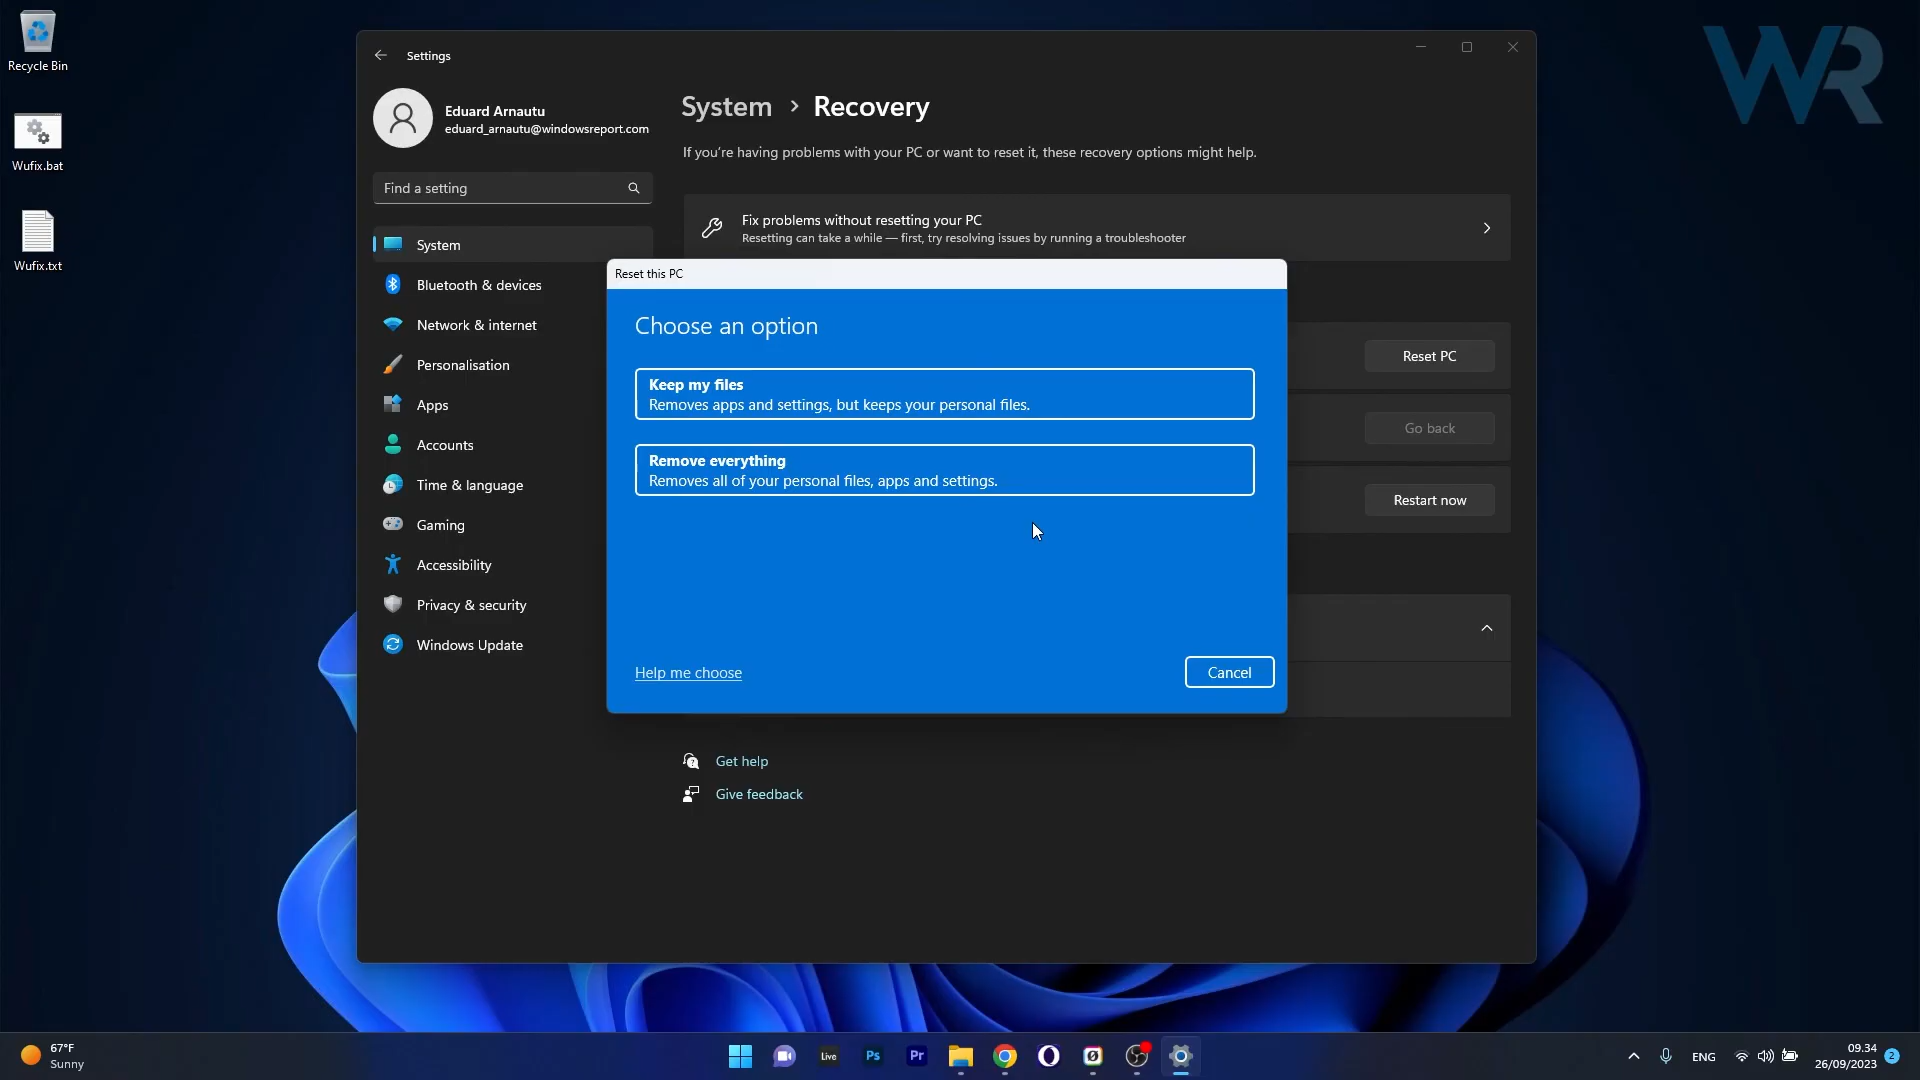 Recycle Bin
Wufix.bat
Wufix.txt
WR
Settings
Eduard Arnautu
eduard_arnautu@windowsreport.com
Find a setting
System
Bluetooth & devices
Network & internet
Personalisation
Apps
Accounts
Time & language
Gaming
Accessibility
Privacy & security
Windows Update
System > Recovery
If you're having problems with your PC or want to reset it, these recovery options might help.
Fix problems without resetting your PC
Resetting can take a while — first, try resolving issues by running a troubleshooter
Reset PC
Go back
Restart now
Reset this PC
Choose an option
Keep my files
Removes apps and settings, but keeps your personal files.
Remove everything
Removes all of your personal files, apps and settings.
Help me choose
Cancel
Get help
Give feedback
67°F
Sunny
Live
Ps
Pr
ENG
09.34
26/09/2023
2